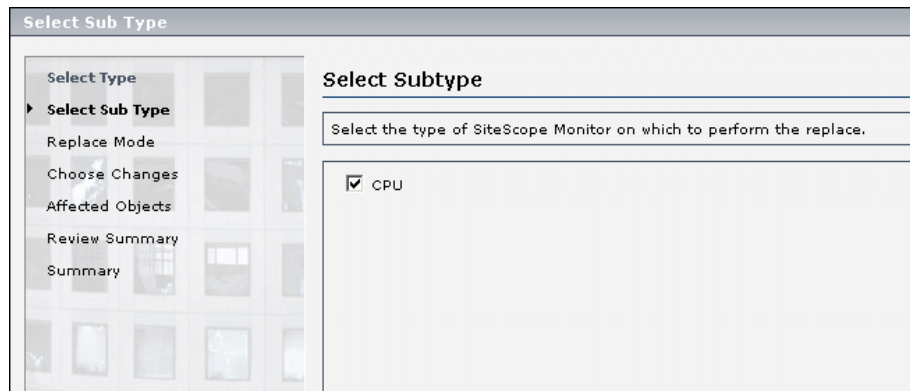 Select Sub Type
Select Type
Select Sub Type
Replace Mode
Choose Changes
Affected Objects
Review Summary
Summary
Select Subtype
Select the type of SiteScope Monitor on which to perform the replace.
CPU